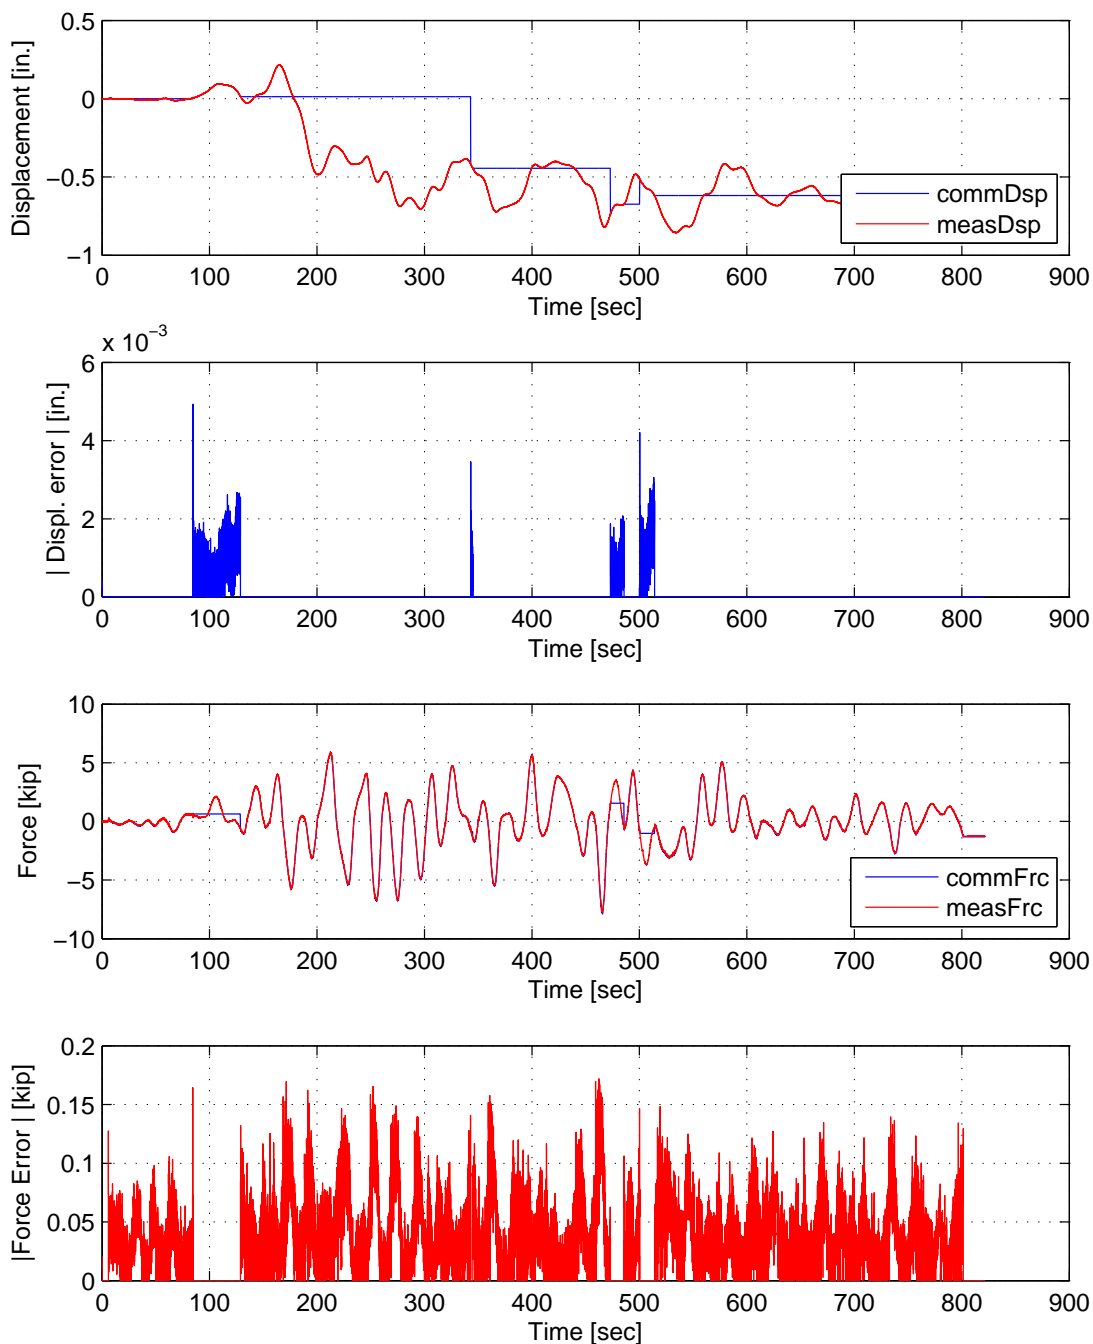 0.5
0
−0.5
−1
Displacement [in.]
commDsp
measDsp
0 100 200 300 400 500 600 700 800 900
Time [sec]
x 10−3
6
4
2
0
| Displ. error | [in.]
0 100 200 300 400 500 600 700 800 900
Time [sec]
10
5
0
−5
−10
Force [kip]
commFrc
measFrc
0 100 200 300 400 500 600 700 800 900
Time [sec]
0.2
0.15
0.1
0.05
0
|Force Error | [kip]
0 100 200 300 400 500 600 700 800 900
Time [sec]